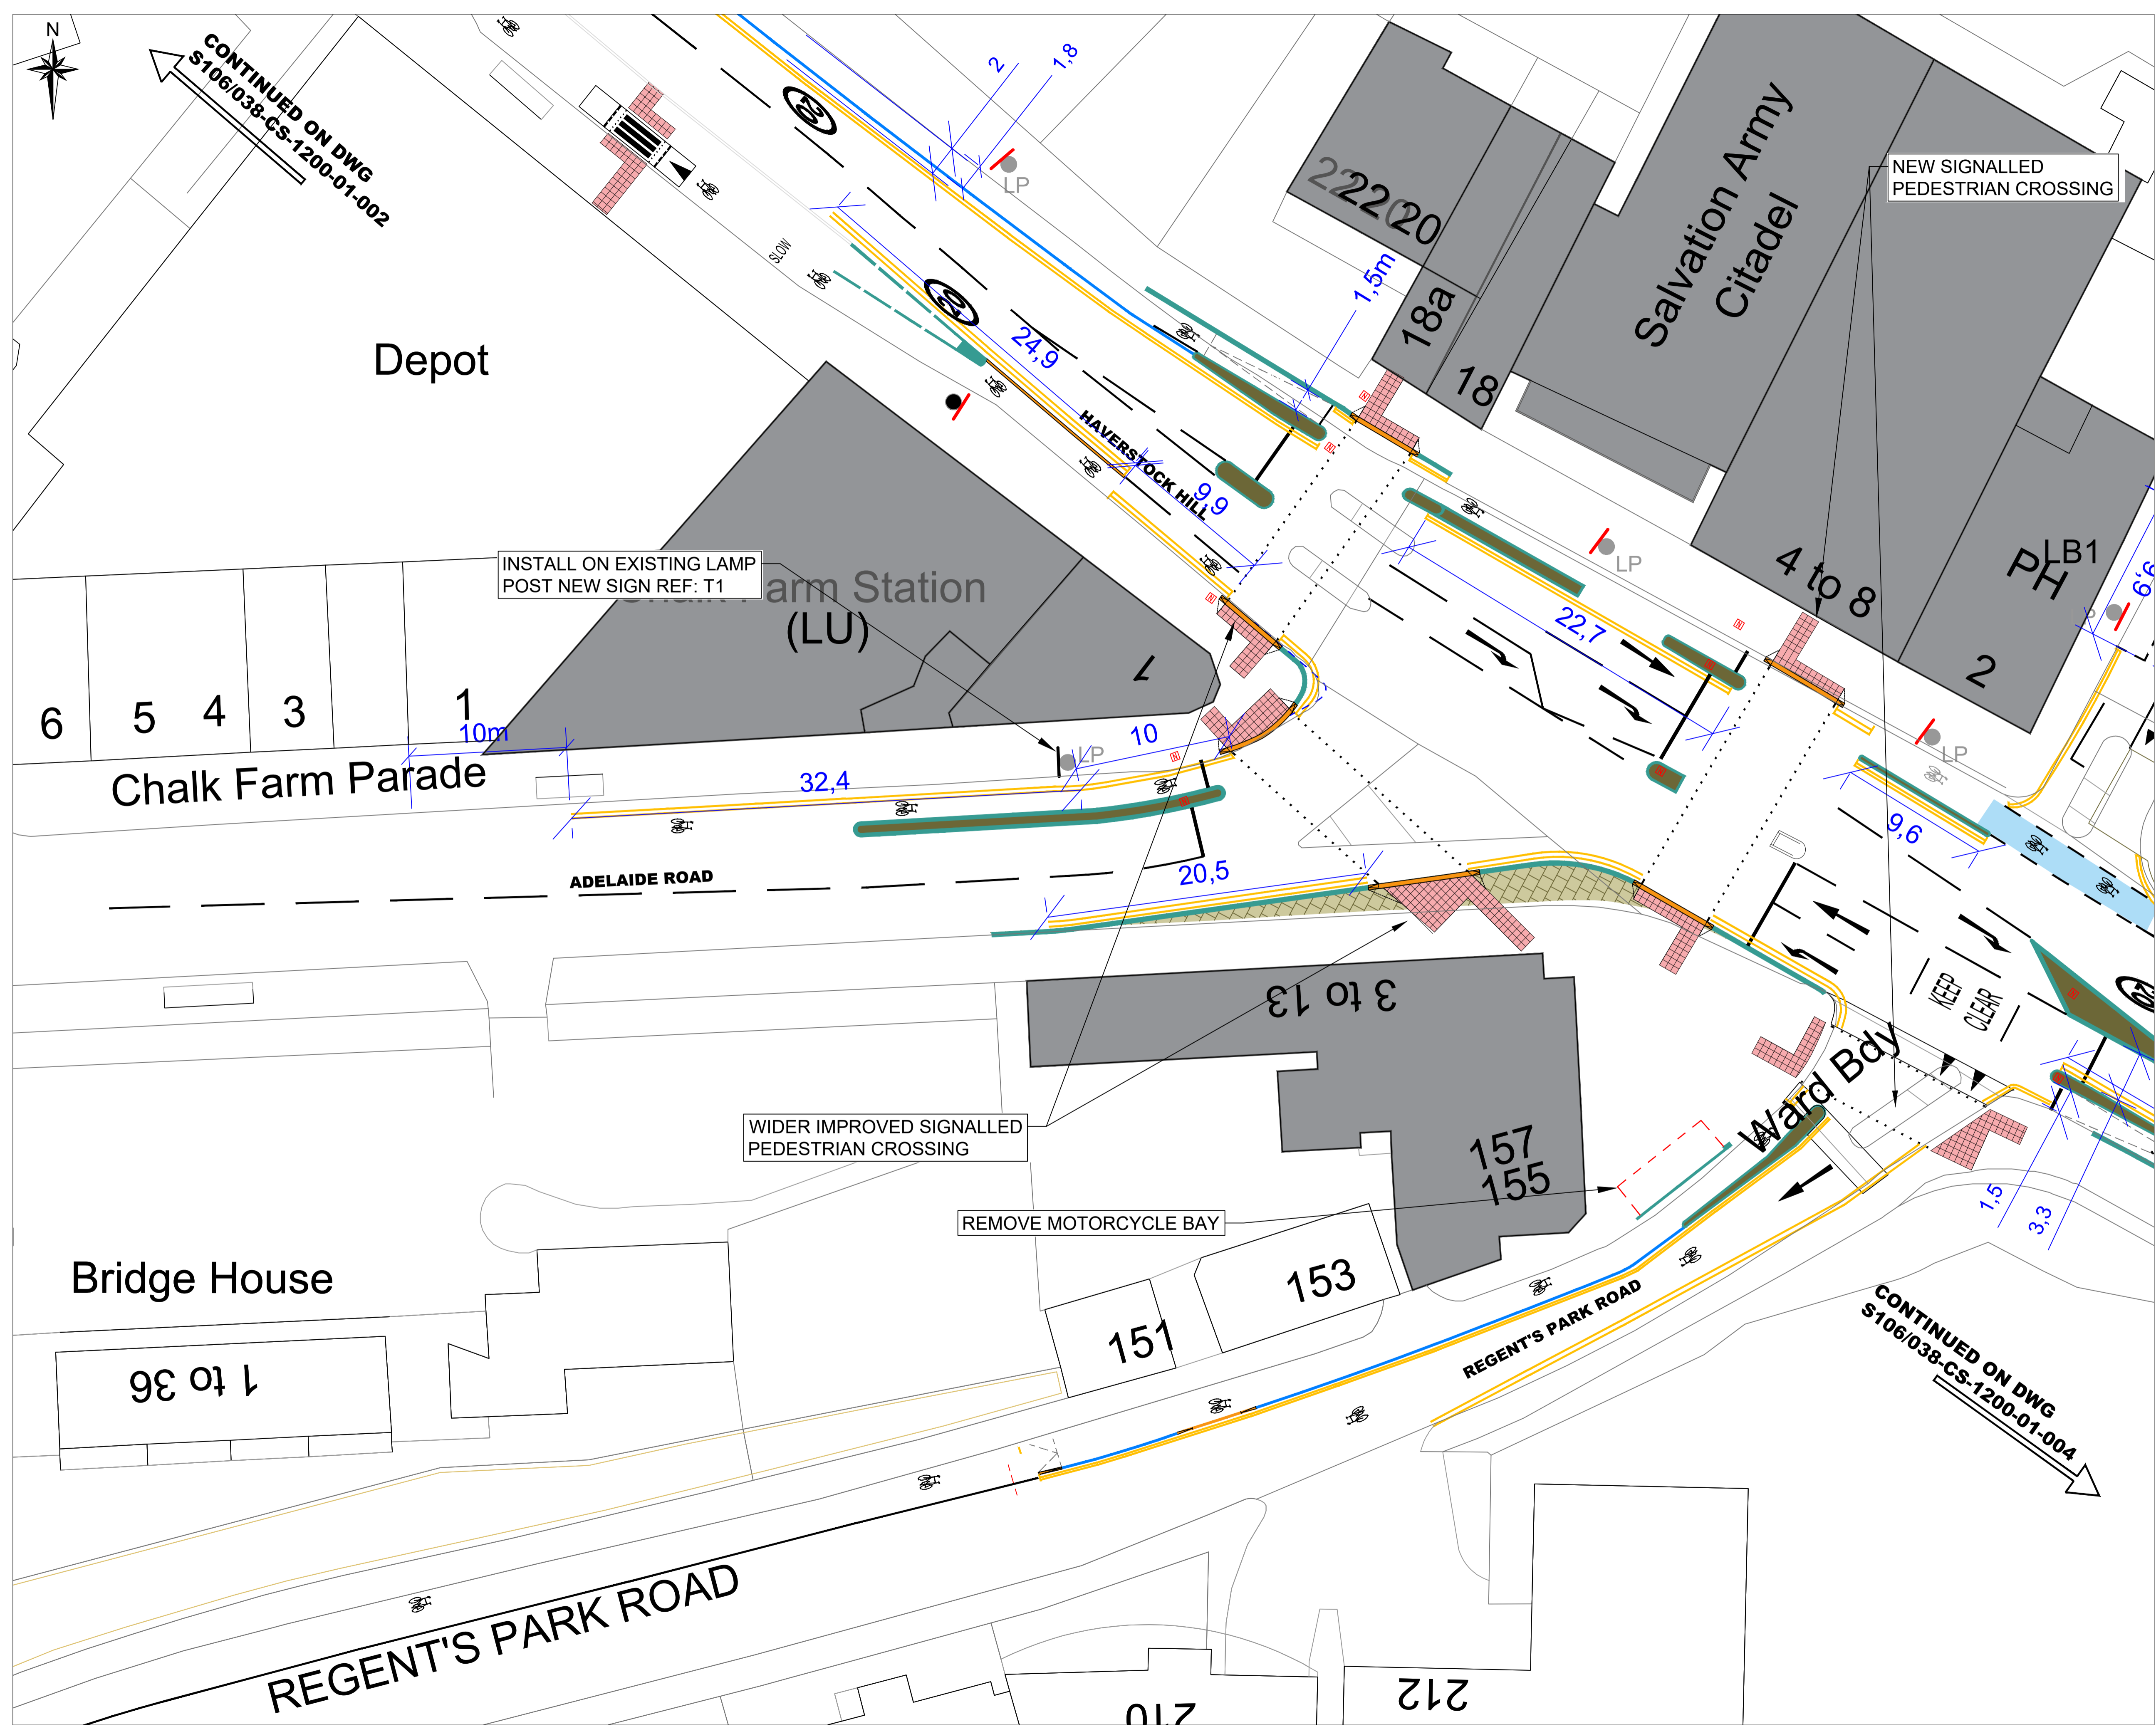 N
CONTINUED ON DWG
S106/038-CS-1200-01-002
20
2
1,8
LP
NEW SIGNALLED
PEDESTRIAN CROSSING
22
20
18a
18
Salvation Army
Citadel
SLOW
20
24,9
1,5m
Depot
HAVERSTOCK HILL
9,9
LP
4 to 8
PH
LB1
6,6
2
22,7
INSTALL ON EXISTING LAMP
POST NEW SIGN REF: T1
Farm Station
(LU)
1
6
5
4
3
1
10m
10
LP
LP
Chalk Farm Parade
32,4
9,6
ADELAIDE ROAD
20,5
KEEP
CLEAR
20
3 to 13
Ward Bdy
WIDER IMPROVED SIGNALLED
PEDESTRIAN CROSSING
157
155
1,5
3,3
REMOVE MOTORCYCLE BAY
Bridge House
153
151
1 to 36
REGENT'S PARK ROAD
CONTINUED ON DWG
S106/038-CS-1200-01-004
REGENT'S PARK ROAD
210
212